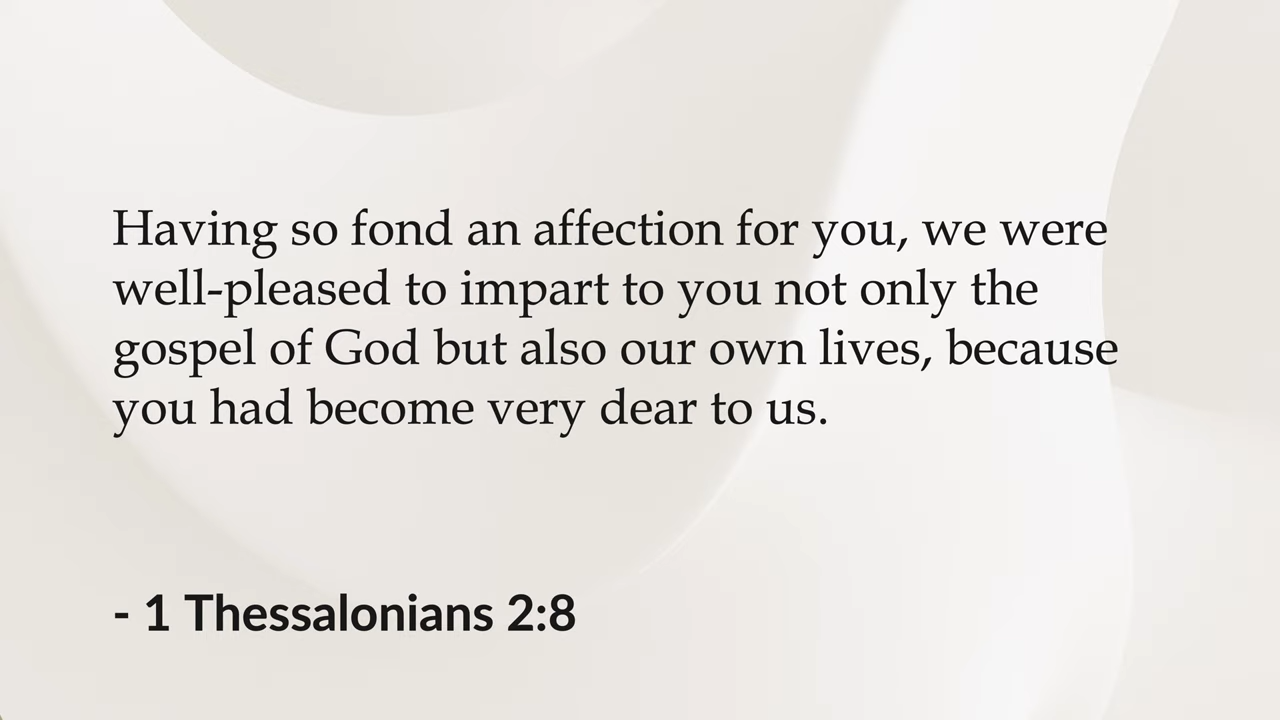 Having so fond an affection for you, we were
well-pleased to impart to you not only the
gospel of God but also our own lives, because
you had become very dear to us.
- 1 Thessalonians 2:8